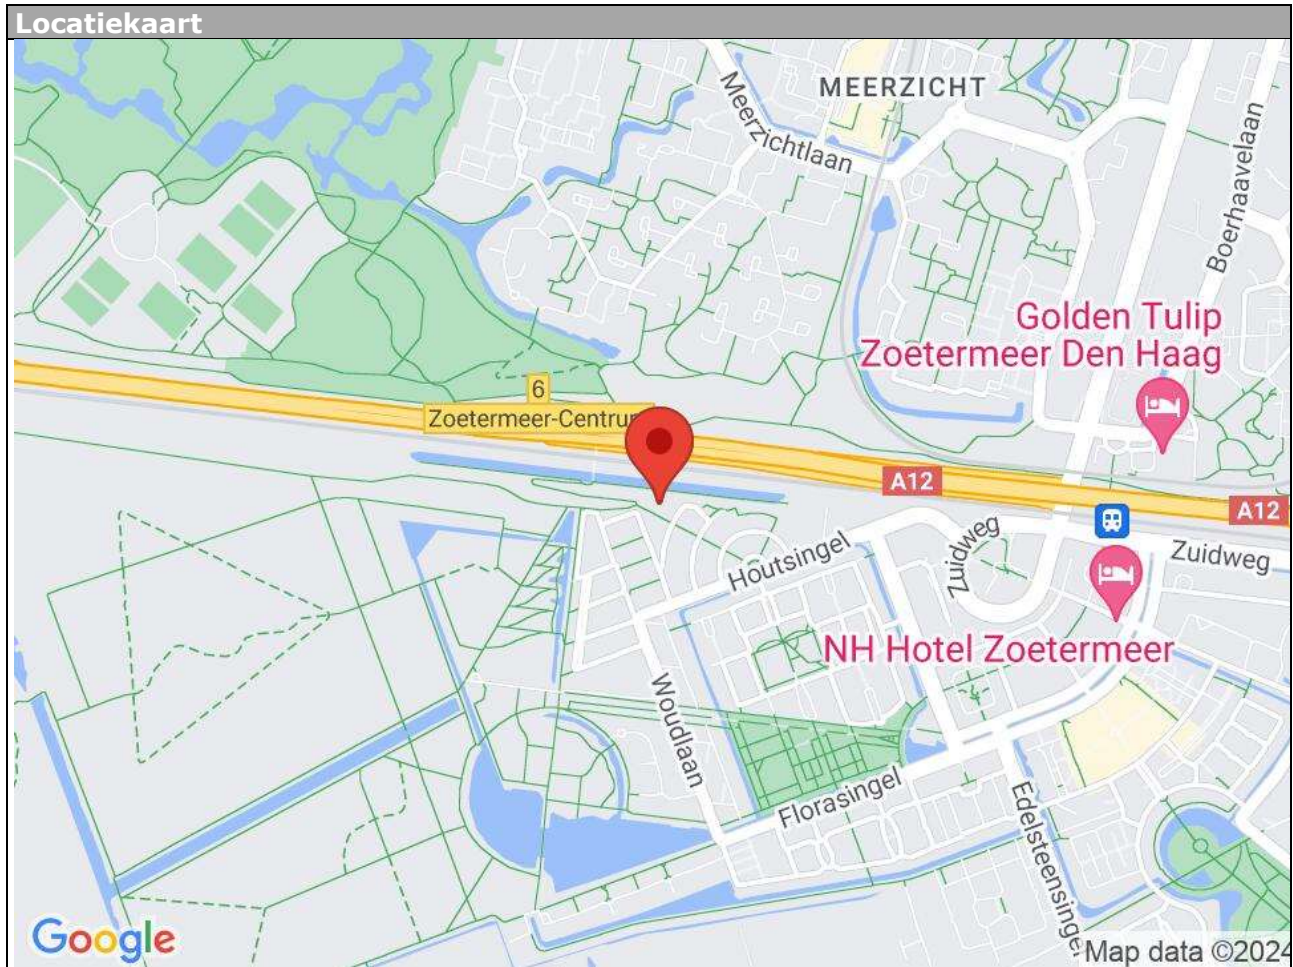 Locatiekaart
MEERZICHT
Meerzichtlaan
Boerhaavelaan
Golden Tulip
Zoetermeer Den Haag
6
Zoetermeer-Centru
A12
A12
Zuidweg
Zuidweg
Houtsingel
NH Hotel Zoetermeer
Woudlaan
Florasingel
Edelsteensingel
Google
Map data ©2024